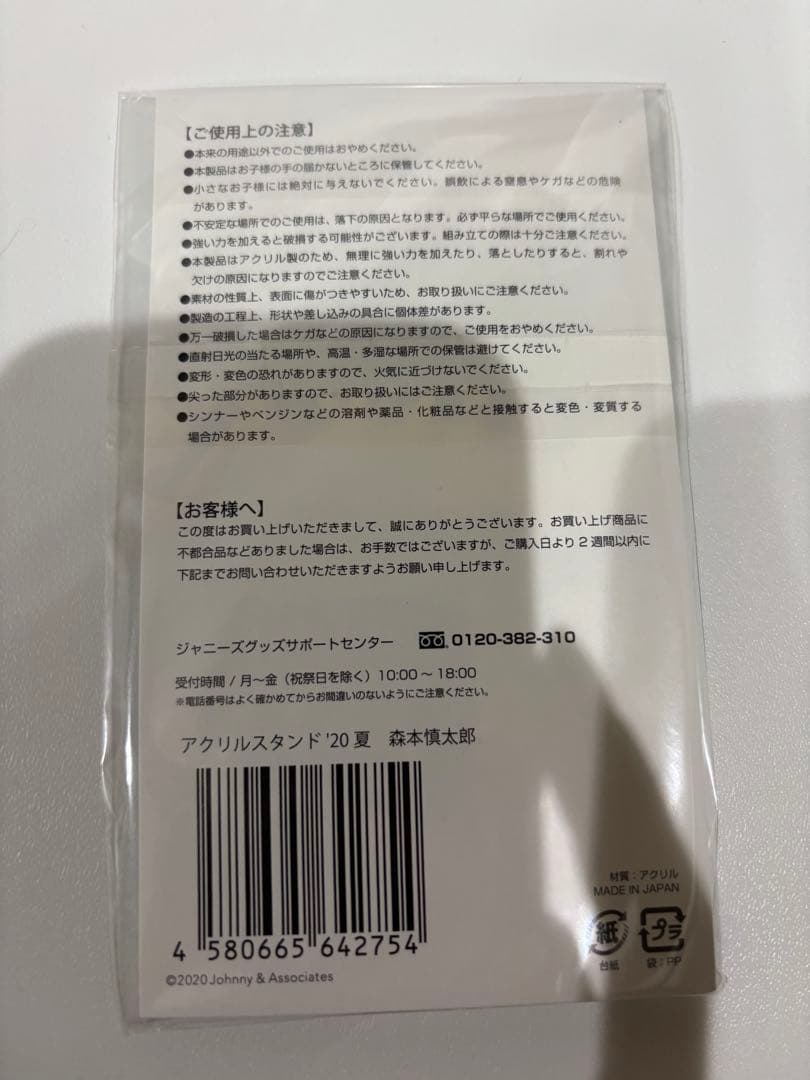 【ご使用上の注意】
●本来の用途以外でのご使用はおやめください。
●本製品はお子様の手の届かないところに保管してください。
●小さなお子様には絶対に与えないでください。誤飲による窒息やケガなどの危険
があります。
●不安定な場所でのご使用は、落下の原因となります。必ず平らな場所でご使用ください。
●強い力を加えると破損する可能性がございます。組み立ての際は十分ご注意ください。
●本製品はアクリル製のため、無理に強い力を加えたり、落としたりすると、割れや
欠けの原因になりますのでご注意ください。
●素材の性質上、表面に傷がつきやすいため、お取り扱いにご注意ください。
●製造の工程上、形状や差し込みの具合に個体差があります。
●万一破損した場合はケガなどの原因になりますので、ご使用をおやめください。
●直射日光の当たる場所や、高温・多湿な場所での保管は避けてください。
●変形・変色の恐れがありますので、火気に近づけないでください。
●尖った部分がありますので、お取り扱いにはご注意ください。
●シンナーやベンジンなどの溶剤や薬品・化粧品などと接触すると変色・変質する
場合があります。
【お客様へ】
この度はお買い上げいただきまして、誠にありがとうございます。お買い上げ商品に
不都合品などありました場合は、お手数ではございますが、ご購入日より2週間以内に
下記までお問い合わせいただきますようお願い申し上げます。
ジャニーズグッズサポートセンター 0120-382-310
受付時間 / 月〜金（祝祭日を除く）10:00〜18:00
※電話番号はよく確かめてからお間違いのないようにご注意ください。
アクリルスタンド '20 夏 森本慎太郎
4 580665 642754
©2020 Johnny & Associates
材質：アクリル
MADE IN JAPAN
紙 プラ
台紙 袋：PP